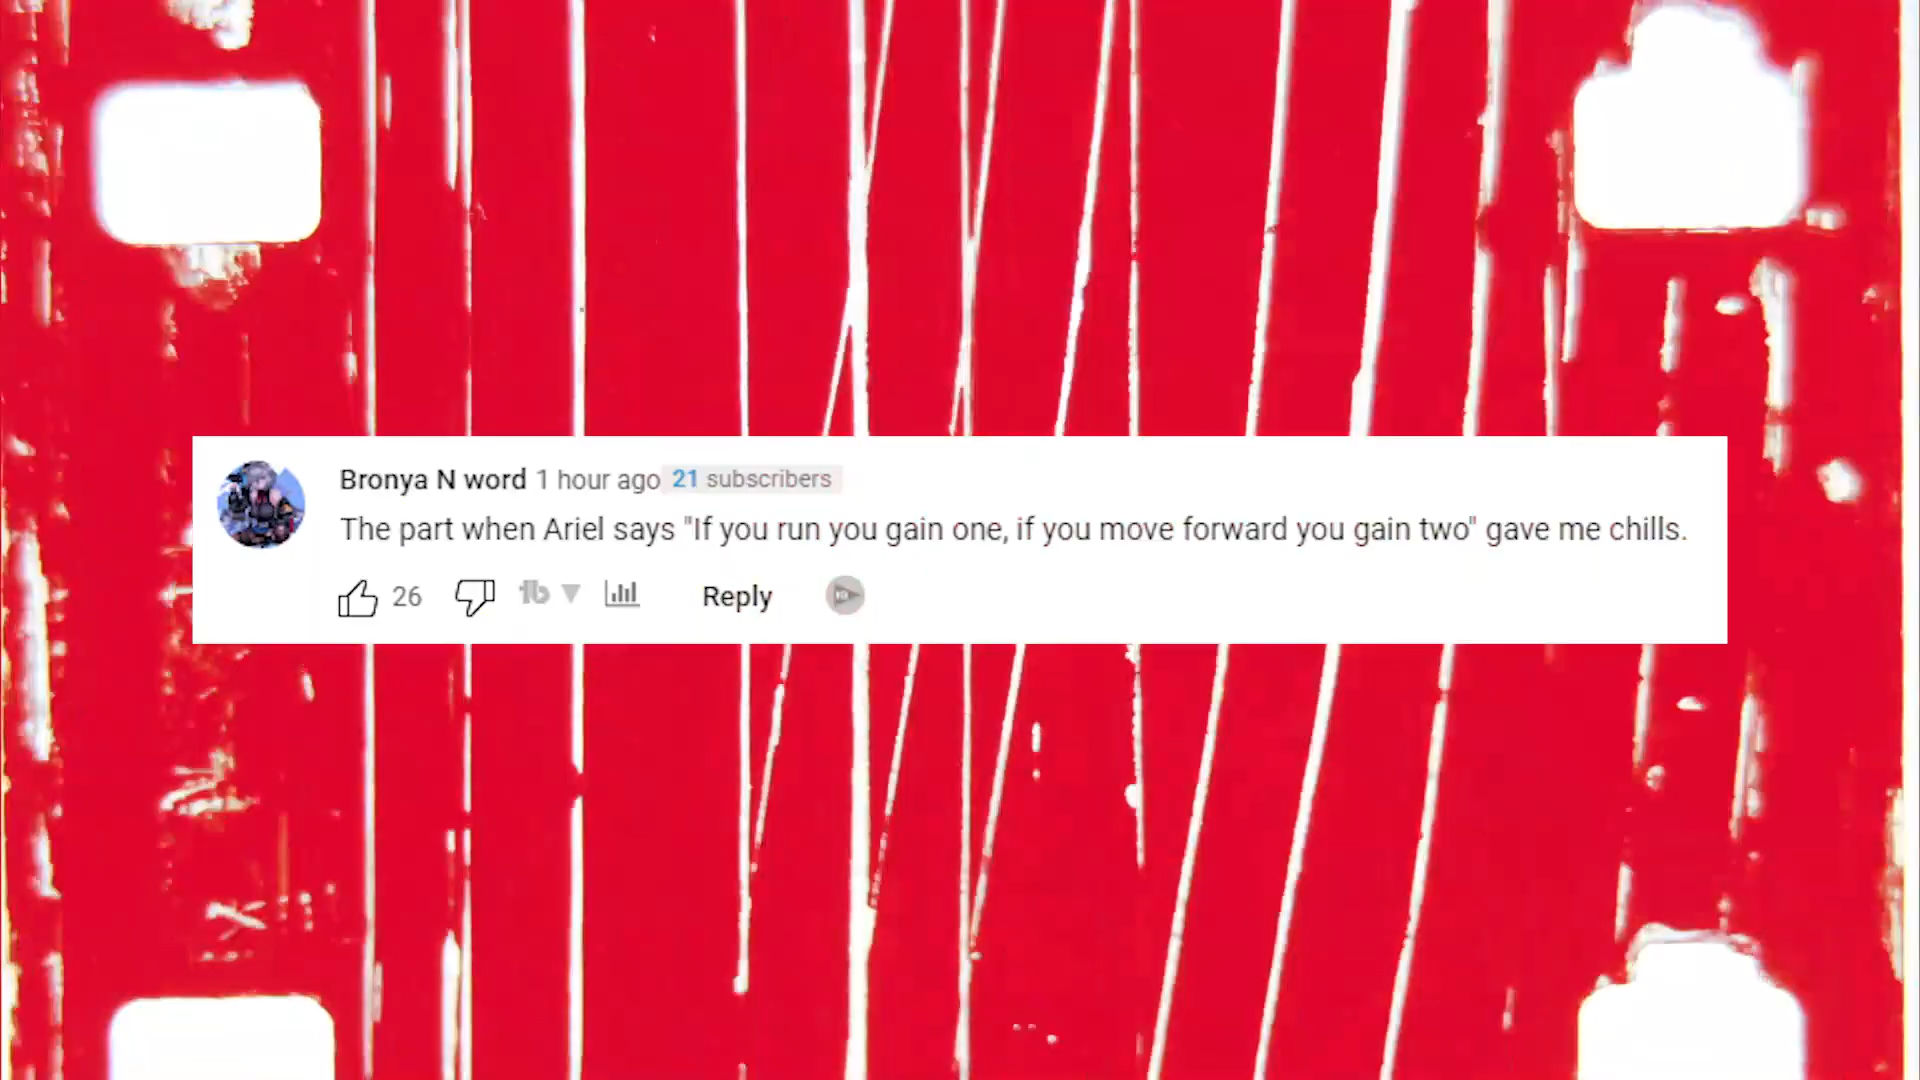 Bronya N word 1 hour ago 21 subscribers
The part when Ariel says "If you run you gain one, if you move forward you gain two" gave me chills.
26 Reply